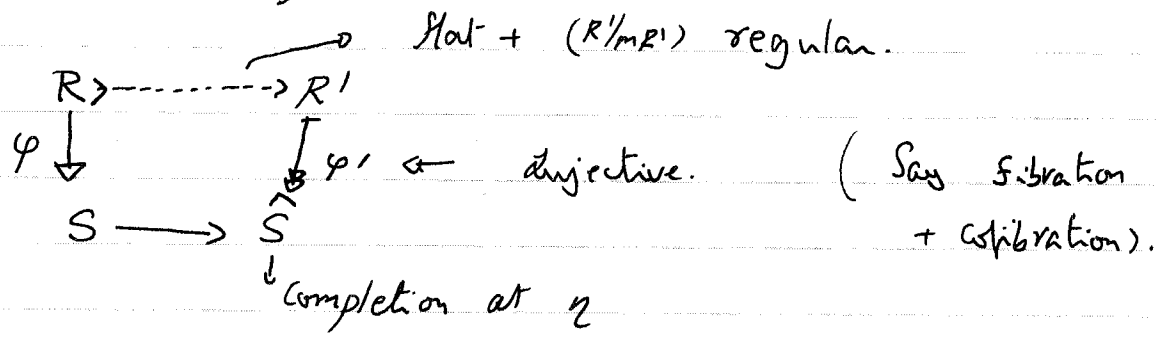 flat + (R'/mR') regular.
R R'
φ φ' ← surjective. ( Say fibration
S Ŝ + cofibration).
completion at η